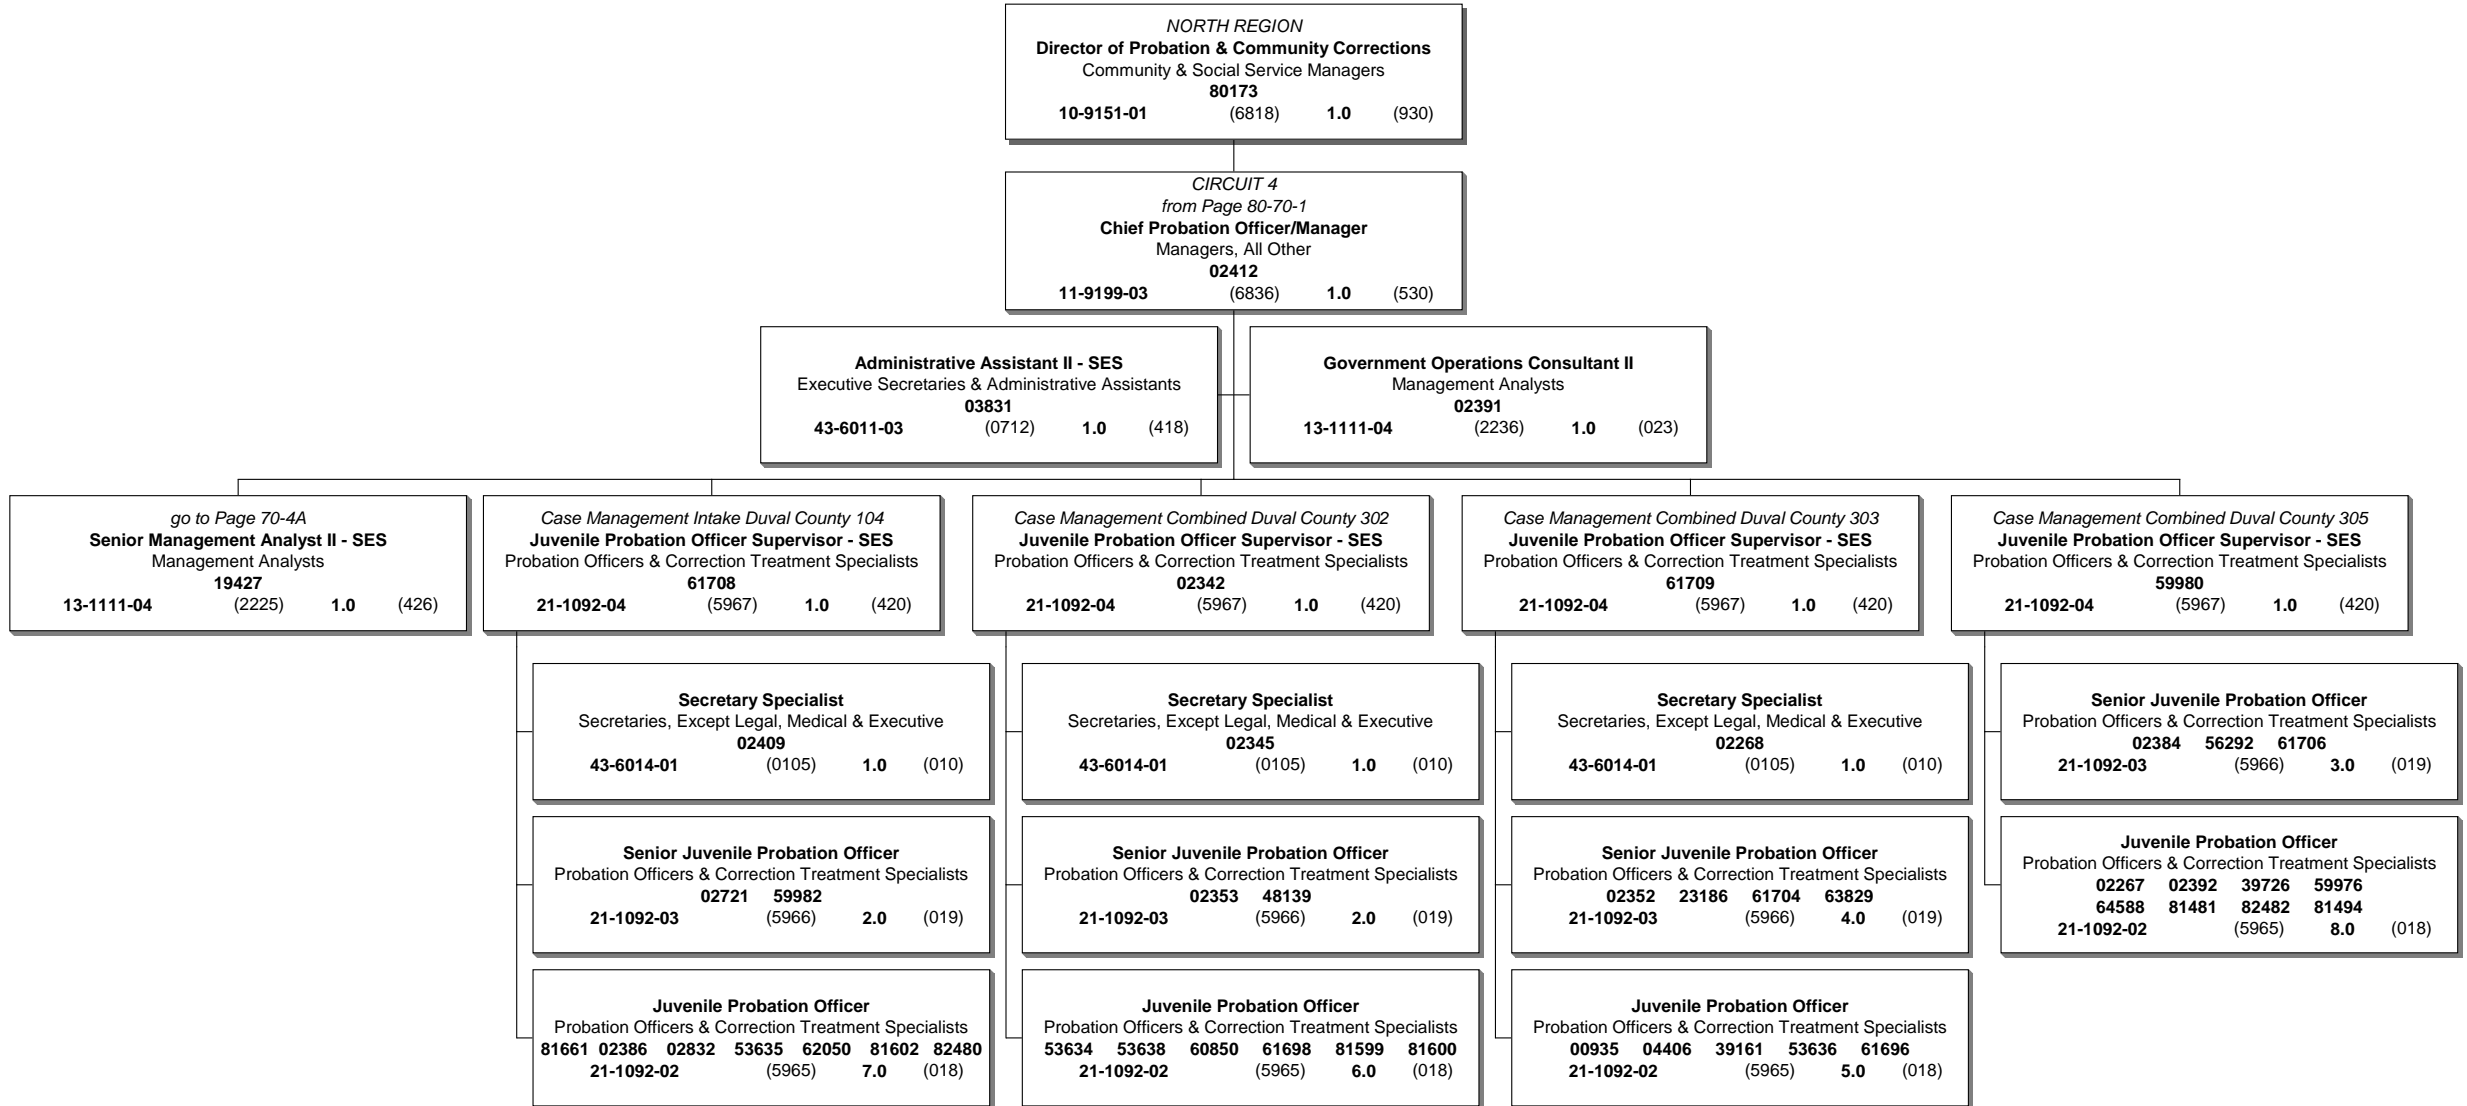 NORTH REGION
Director of Probation & Community Corrections
Community & Social Service Managers
80173
10-9151-01 (6818) 1.0 (930)
CIRCUIT 4
from Page 80-70-1
Chief Probation Officer/Manager
Managers, All Other
02412
11-9199-03 (6836) 1.0 (530)
Administrative Assistant II - SES
Executive Secretaries & Administrative Assistants
03831
43-6011-03 (0712) 1.0 (418)
Government Operations Consultant II
Management Analysts
02391
13-1111-04 (2236) 1.0 (023)
go to Page 70-4A
Senior Management Analyst II - SES
Management Analysts
19427
13-1111-04 (2225) 1.0 (426)
Case Management Intake Duval County 104
Juvenile Probation Officer Supervisor - SES
Probation Officers & Correction Treatment Specialists
61708
21-1092-04 (5967) 1.0 (420)
Secretary Specialist
Secretaries, Except Legal, Medical & Executive
02409
43-6014-01 (0105) 1.0 (010)
Senior Juvenile Probation Officer
Probation Officers & Correction Treatment Specialists
02721 59982
21-1092-03 (5966) 2.0 (019)
Juvenile Probation Officer
Probation Officers & Correction Treatment Specialists
81661 02386 02832 53635 62050 81602 82480
21-1092-02 (5965) 7.0 (018)
Case Management Combined Duval County 302
Juvenile Probation Officer Supervisor - SES
Probation Officers & Correction Treatment Specialists
02342
21-1092-04 (5967) 1.0 (420)
Secretary Specialist
Secretaries, Except Legal, Medical & Executive
02345
43-6014-01 (0105) 1.0 (010)
Senior Juvenile Probation Officer
Probation Officers & Correction Treatment Specialists
02353 48139
21-1092-03 (5966) 2.0 (019)
Juvenile Probation Officer
Probation Officers & Correction Treatment Specialists
53634 53638 60850 61698 81599 81600
21-1092-02 (5965) 6.0 (018)
Case Management Combined Duval County 303
Juvenile Probation Officer Supervisor - SES
Probation Officers & Correction Treatment Specialists
61709
21-1092-04 (5967) 1.0 (420)
Secretary Specialist
Secretaries, Except Legal, Medical & Executive
02268
43-6014-01 (0105) 1.0 (010)
Senior Juvenile Probation Officer
Probation Officers & Correction Treatment Specialists
02352 23186 61704 63829
21-1092-03 (5966) 4.0 (019)
Juvenile Probation Officer
Probation Officers & Correction Treatment Specialists
00935 04406 39161 53636 61696
21-1092-02 (5965) 5.0 (018)
Case Management Combined Duval County 305
Juvenile Probation Officer Supervisor - SES
Probation Officers & Correction Treatment Specialists
59980
21-1092-04 (5967) 1.0 (420)
Senior Juvenile Probation Officer
Probation Officers & Correction Treatment Specialists
02384 56292 61706
21-1092-03 (5966) 3.0 (019)
Juvenile Probation Officer
Probation Officers & Correction Treatment Specialists
02267 02392 39726 59976
64588 81481 82482 81494
21-1092-02 (5965) 8.0 (018)